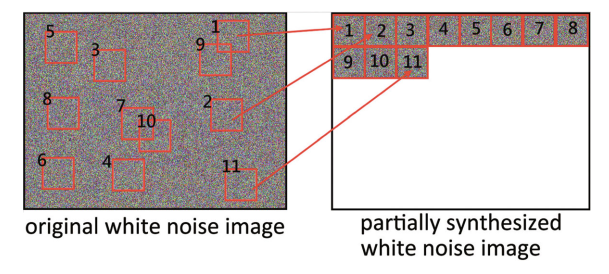 5
1
3
9
8
7
2
10
6
4
11
1 2 3 4 5 6 7 8
9 10 11
original white noise image
partially synthesized
white noise image